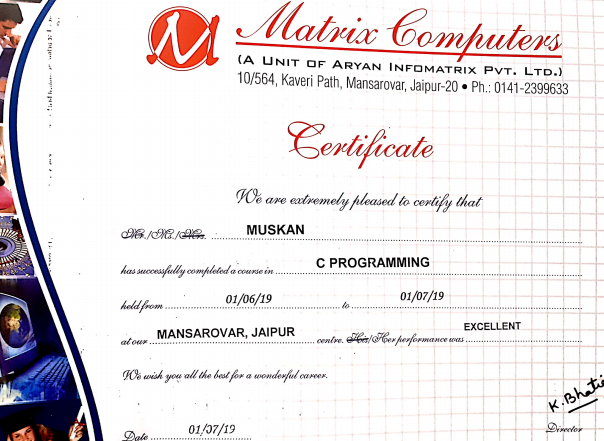 M
Matrix Computers
(A UNIT OF ARYAN INFOMATRIX PVT. LTD.)
10/564, Kaveri Path, Mansarovar, Jaipur-20 • Ph.: 0141-2399633
Certificate
We are extremely pleased to certify that
Mr./Ms./Mrs. MUSKAN
has successfully completed a course in C PROGRAMMING
held from 01/06/19 to 01/07/19
at our MANSAROVAR, JAIPUR centre. His/Her performance was EXCELLENT
We wish you all the best for a wonderful career.
K. Bhatia
Date 01/07/19 Director